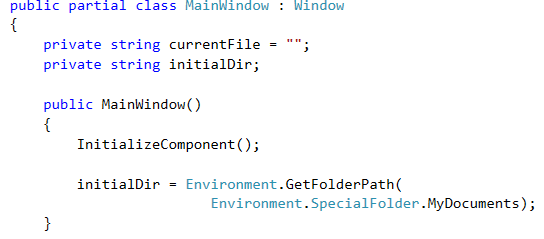 public partial class MainWindow : Window
{
    private string currentFile = "";
    private string initialDir;

    public MainWindow()
    {
        InitializeComponent();

        initialDir = Environment.GetFolderPath(
                        Environment.SpecialFolder.MyDocuments);
    }